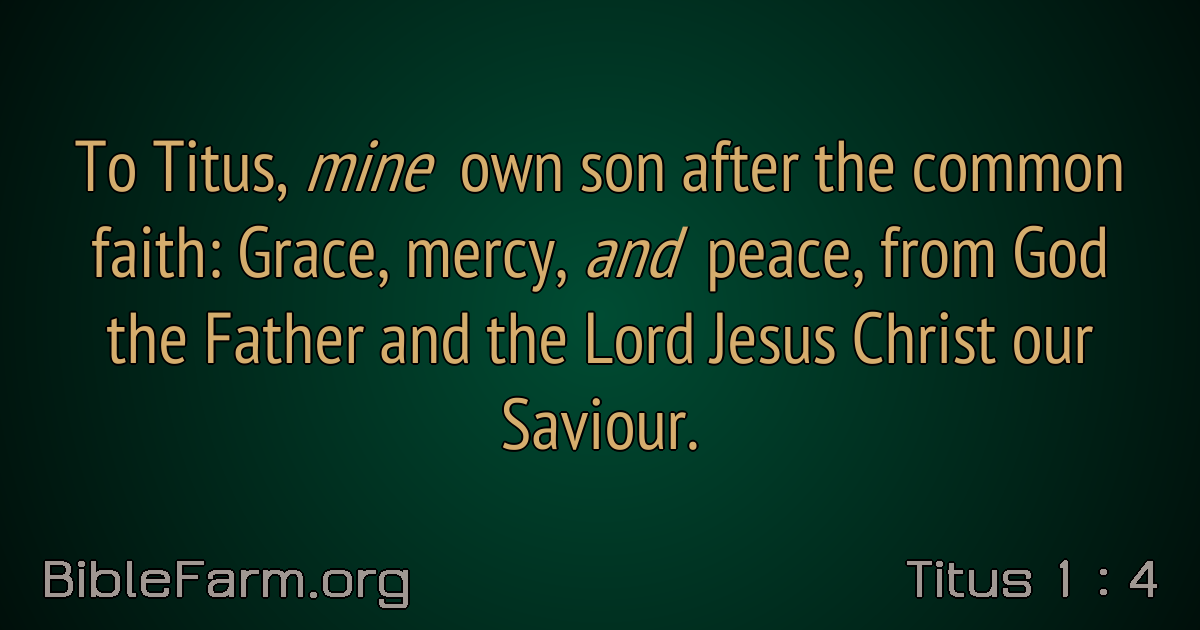 To Titus, mine own son after the common
faith: Grace, mercy, and peace, from God
the Father and the Lord Jesus Christ our
Saviour.
BibleFarm.org
Titus 1 : 4